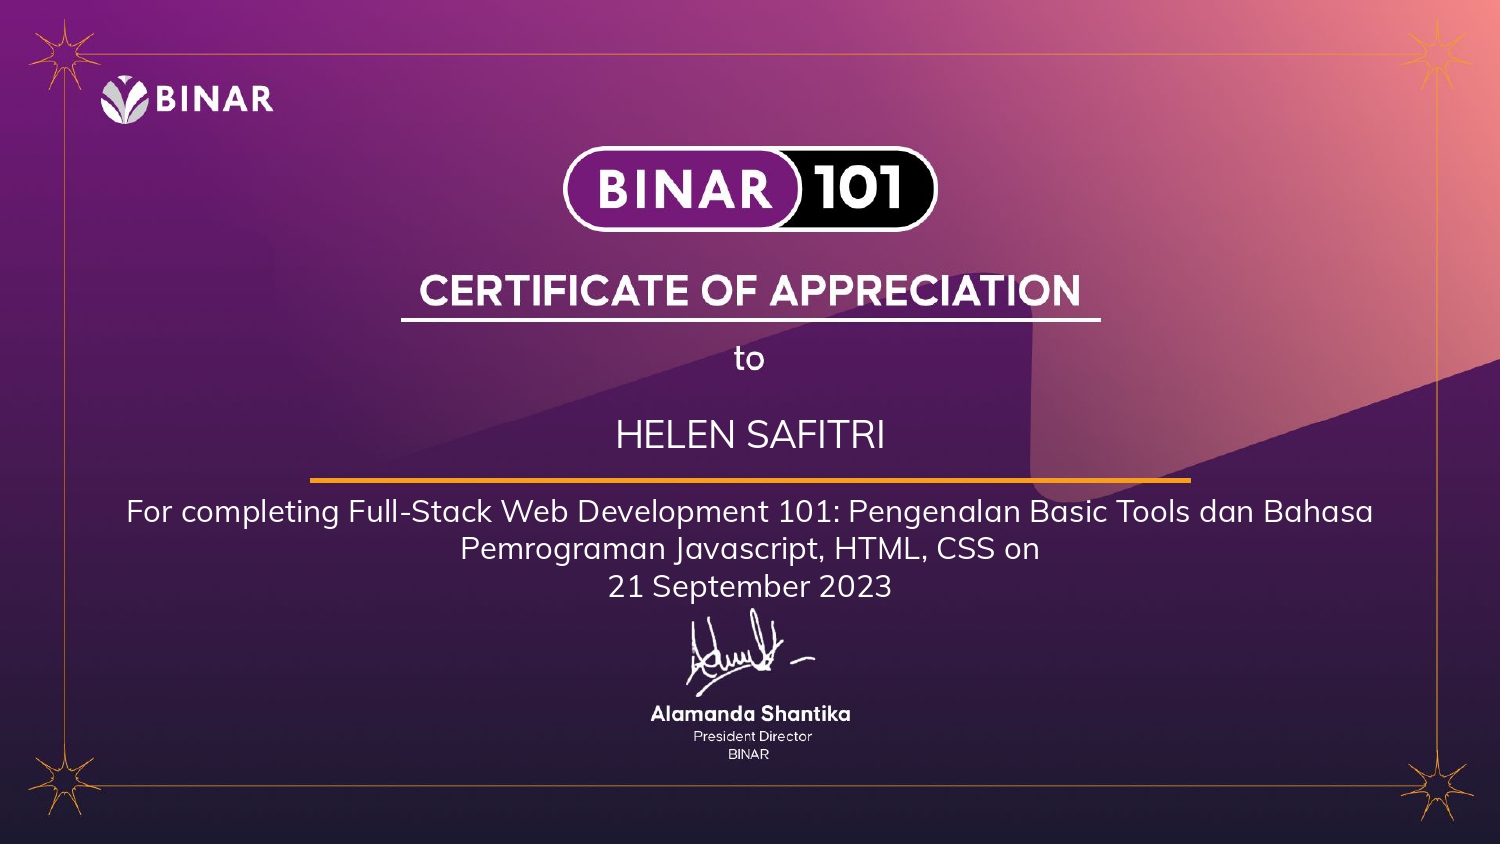 BINAR
BINAR 101
CERTIFICATE OF APPRECIATION
to
HELEN SAFITRI
For completing Full-Stack Web Development 101: Pengenalan Basic Tools dan Bahasa
Pemrograman Javascript, HTML, CSS on
21 September 2023
Alamanda Shantika
President Director
BINAR